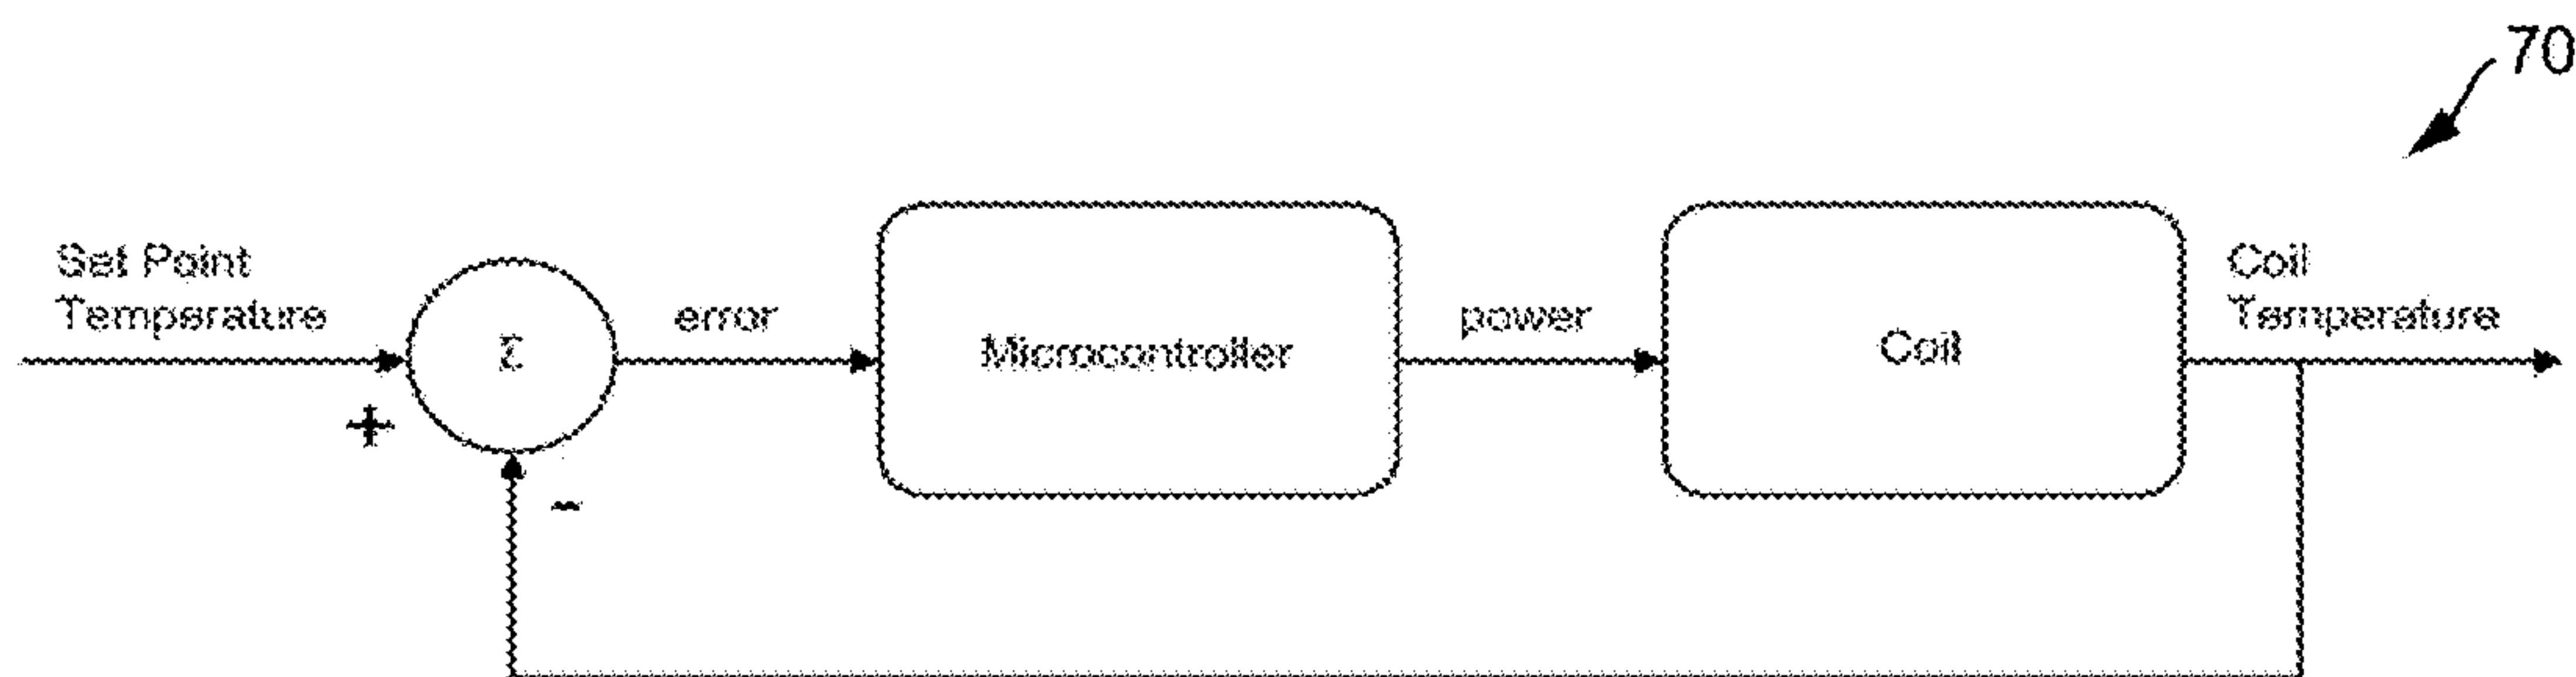 70
Set Point
Temperature
Σ
error
Microcontroller
power
Coil
Coil
Temperature
+
-